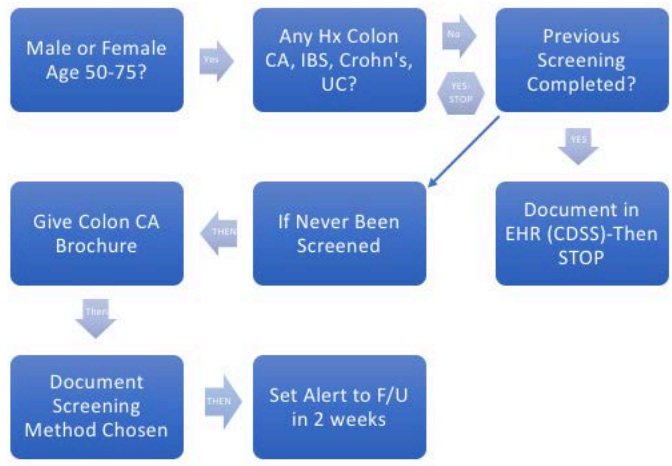 Male or Female
Age 50-75?
Yes
Any Hx Colon
CA, IBS, Crohn's,
UC?
No
YES-
STOP
Previous
Screening
Completed?
YES
Document in
EHR (CDSS)-Then
STOP
If Never Been
Screened
THEN
Give Colon CA
Brochure
Then
Document
Screening
Method Chosen
THEN
Set Alert to F/U
in 2 weeks